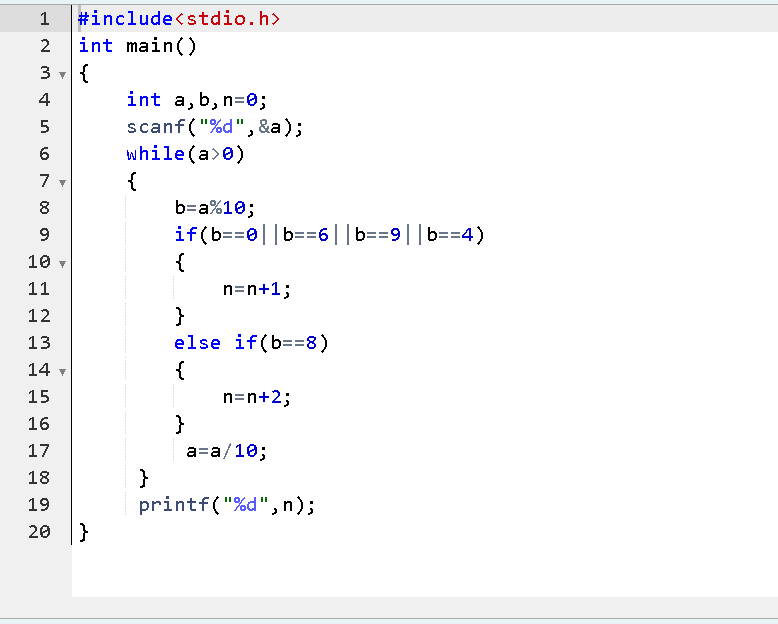 1 #include<stdio.h>
2 int main()
3 {
4 int a,b,n=0;
5 scanf("%d",&a);
6 while(a>0)
7 {
8 b=a%10;
9 if(b==0||b==6||b==9||b==4)
10 {
11 n=n+1;
12 }
13 else if(b==8)
14 {
15 n=n+2;
16 }
17 a=a/10;
18 }
19 printf("%d",n);
20 }